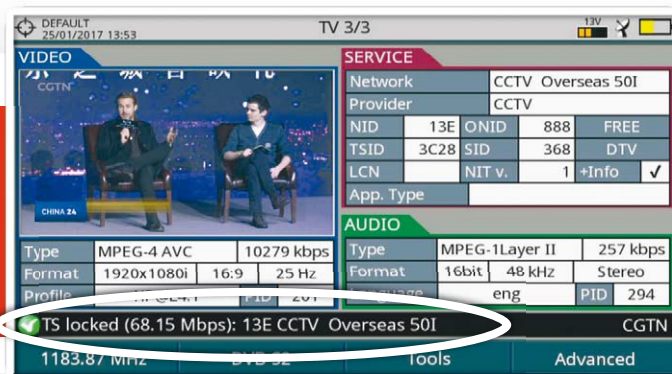 DEFAULT
25/01/2017 13:53
TV 3/3
13V
VIDEO
CGTN
CHINA 24
Type MPEG-4 AVC 10279 kbps
Format 1920x1080i 16:9 25 Hz
Profile PID
SERVICE
Network CCTV Overseas 50I
Provider CCTV
NID 13E ONID 888 FREE
TSID 3C28 SID 368 DTV
LCN NIT v. 1 +Info ✓
App. Type
AUDIO
Type MPEG-1Layer II 257 kbps
Format 16bit 48 kHz Stereo
eng PID 294
TS locked (68.15 Mbps): 13E CCTV Overseas 50I CGTN
1183.87 MHz Tools Advanced